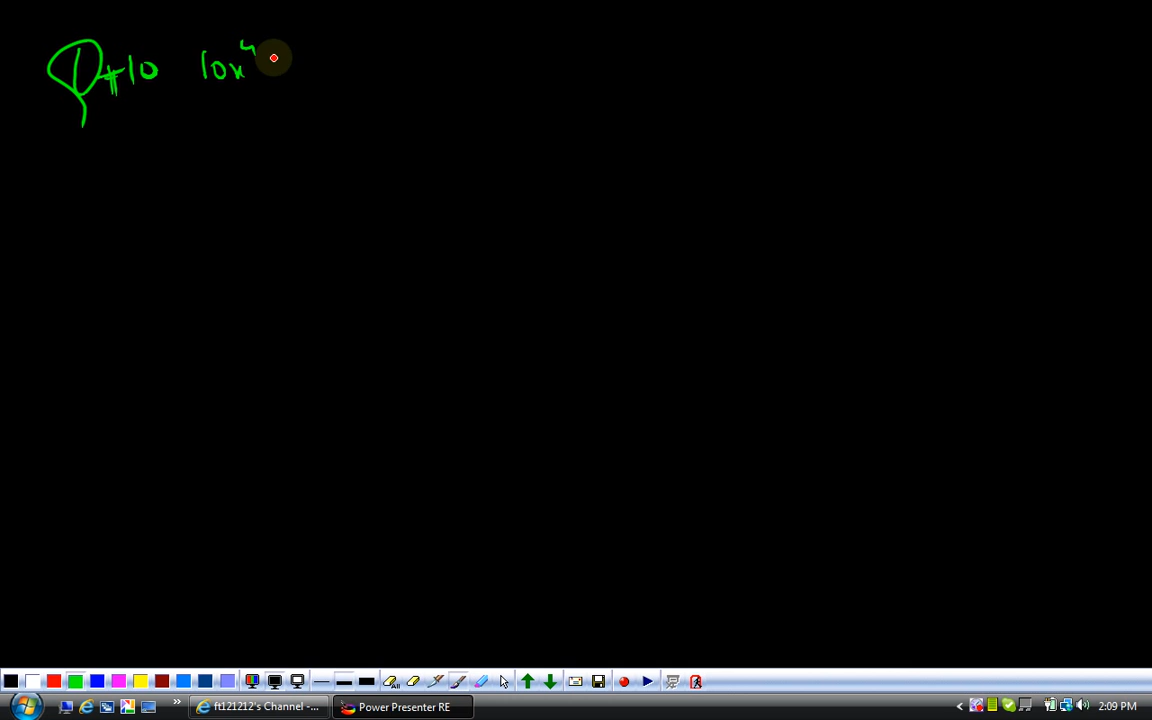 #10 10x⁴
ft121212's Channel -...
Power Presenter RE
2:09 PM